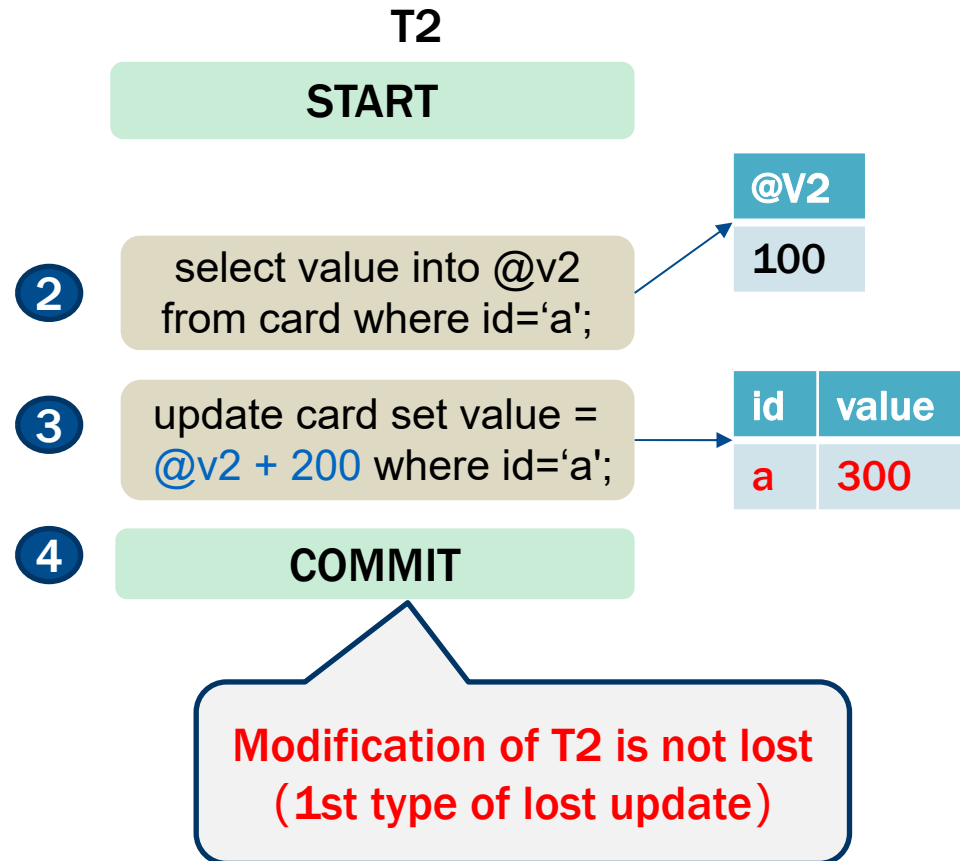 T2
START
@V2
100
2
select value into @v2
from card where id=‘a';
3
update card set value =
@v2 + 200 where id=‘a';
id value
a 300
4
COMMIT
Modification of T2 is not lost
(1st type of lost update)